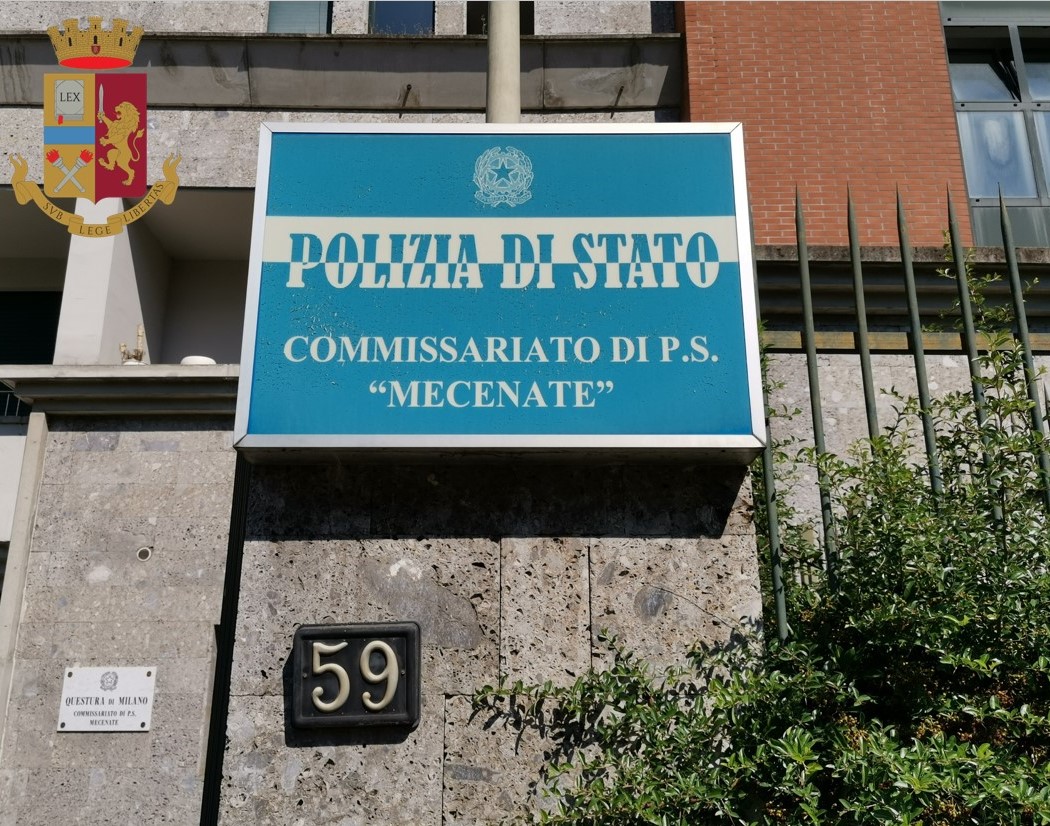 LEX
SVB LEGE LIBERTAS
POLIZIA DI STATO
COMMISSARIATO DI P.S.
“MECENATE”
59
QUESTURA DI MILANO
COMMISSARIATO DI P.S.
MECENATE